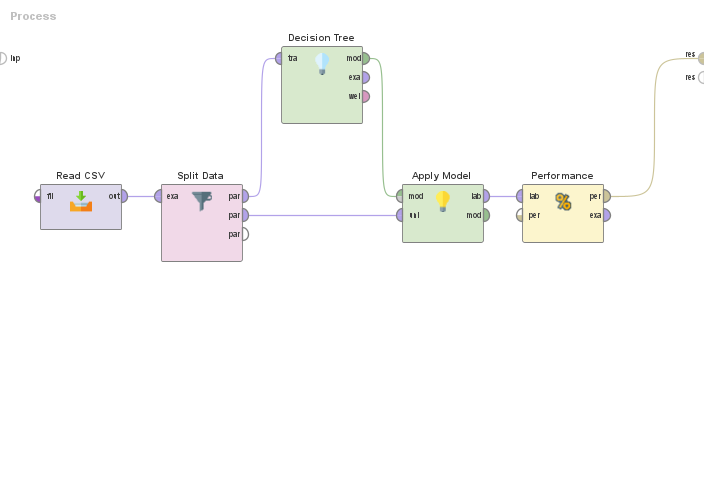 Process
inp
res
res
Decision Tree
tra
mod
exa
wei
Read CSV
fil
out
Split Data
exa
par
par
par
Apply Model
mod
unl
lab
mod
Performance
lab
per
per
exa